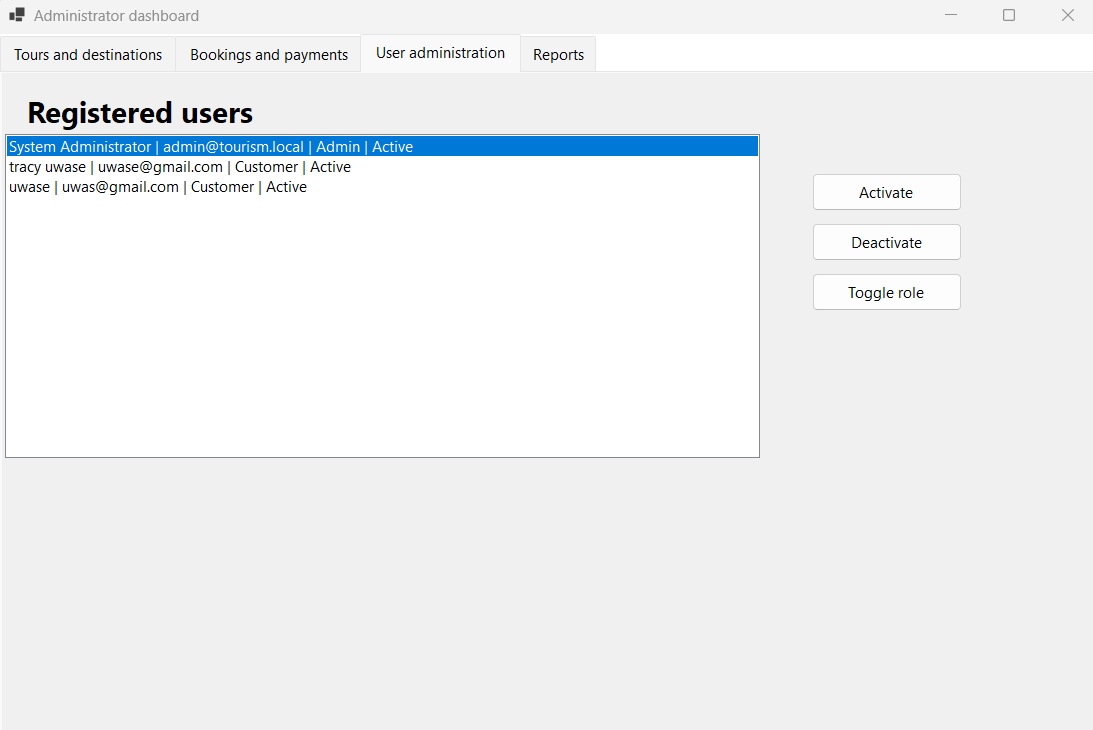 Administrator dashboard
Tours and destinations Bookings and payments User administration Reports
Registered users
System Administrator | admin@tourism.local | Admin | Active
tracy uwase | uwase@gmail.com | Customer | Active
uwase | uwas@gmail.com | Customer | Active
Activate
Deactivate
Toggle role